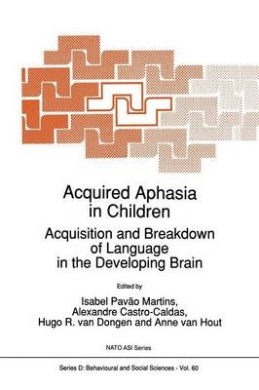 Acquired Aphasia
in Children
Acquisition and Breakdown
of Language
in the Developing Brain
Edited by
Isabel Pavão Martins,
Alexandre Castro-Caldas,
Hugo R. van Dongen and Anne van Hout
NATO ASI Series
Series D: Behavioural and Social Sciences - Vol. 60